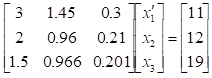 [3 1.45 0.3] [x₁′] = [11]
[2 0.96 0.21] [x₂] = [12]
[1.5 0.966 0.201] [x₃] = [19]